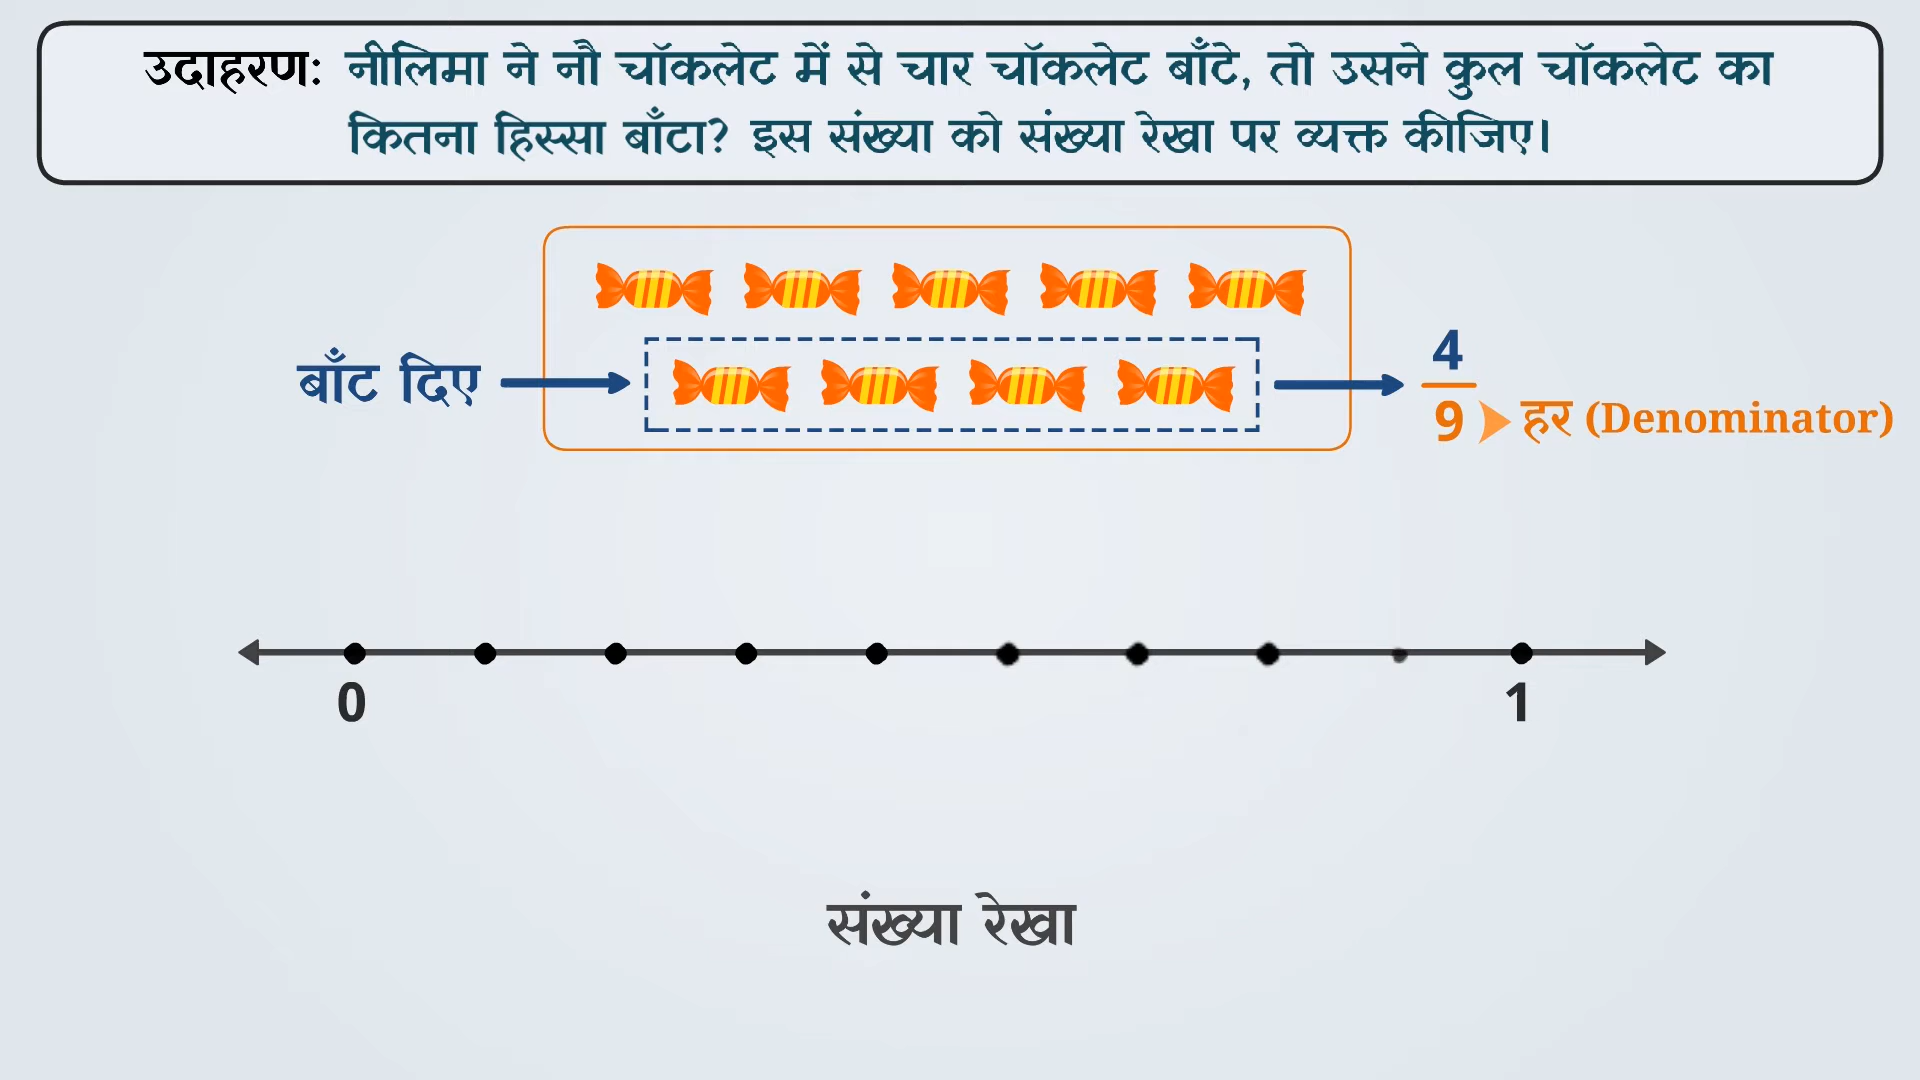 उदाहरण: नीलिमा ने नौ चॉकलेट में से चार चॉकलेट बाँटे, तो उसने कुल चॉकलेट का
कितना हिस्सा बाँटा? इस संख्या को संख्या रेखा पर व्यक्त कीजिए।
बाँट दिए
4
9 हर (Denominator)
0 1
संख्या रेखा